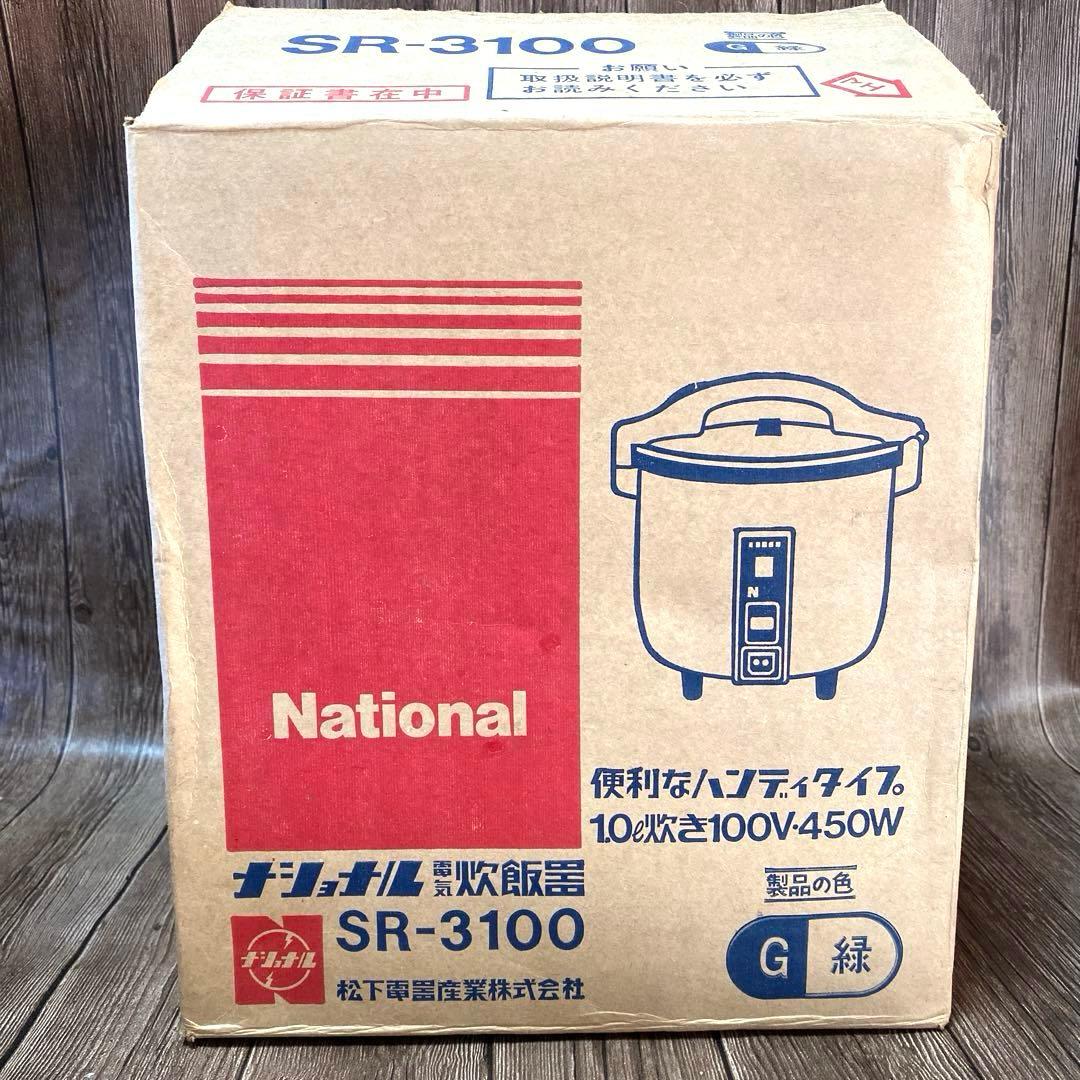 SR-3100
製品の色
G 緑
お願い
取扱説明書を必ず
お読みください
保証書在中
National
N
便利なハンディタイプ。
1.0ℓ炊き100V・450W
ナショナル電気炊飯器
SR-3100
ナショナル
松下電器産業株式会社
製品の色
G 緑